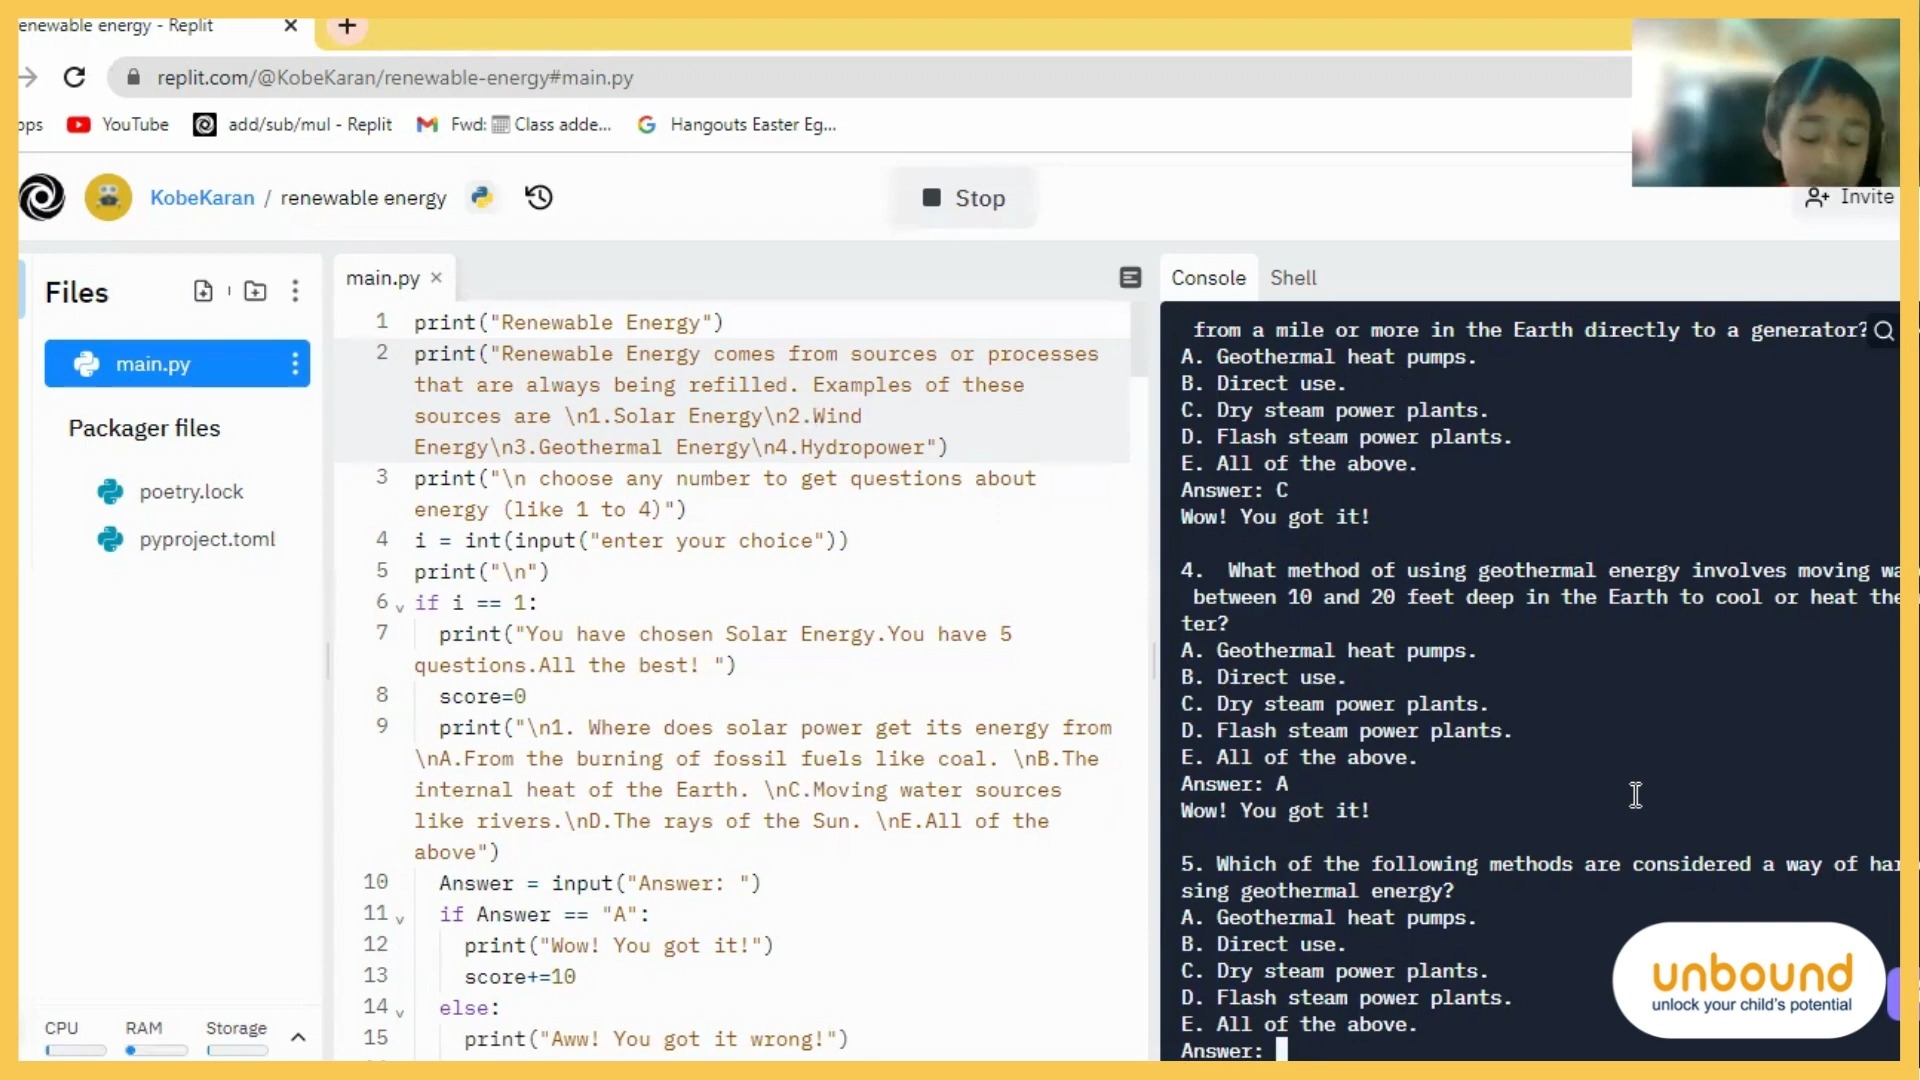 enewable energy - Replit
replit.com/@KobeKaran/renewable-energy#main.py
YouTube add/sub/mul - Replit Fwd: Class adde... Hangouts Easter Eg...
KobeKaran / renewable energy Stop Invite
Files
main.py
Packager files
poetry.lock
pyproject.toml
CPU RAM Storage
main.py
1 print("Renewable Energy")
2 print("Renewable Energy comes from sources or processes
that are always being refilled. Examples of these
sources are \n1.Solar Energy\n2.Wind
Energy\n3.Geothermal Energy\n4.Hydropower")
3 print("\n choose any number to get questions about
energy (like 1 to 4)")
4 i = int(input("enter your choice"))
5 print("\n")
6 if i == 1:
7 print("You have chosen Solar Energy.You have 5
questions.All the best! ")
8 score=0
9 print("\n1. Where does solar power get its energy from
\nA.From the burning of fossil fuels like coal. \nB.The
internal heat of the Earth. \nC.Moving water sources
like rivers.\nD.The rays of the Sun. \nE.All of the
above")
10 Answer = input("Answer: ")
11 if Answer == "A":
12 print("Wow! You got it!")
13 score+=10
14 else:
15 print("Aww! You got it wrong!")
Console Shell
from a mile or more in the Earth directly to a generator?
A. Geothermal heat pumps.
B. Direct use.
C. Dry steam power plants.
D. Flash steam power plants.
E. All of the above.
Answer: C
Wow! You got it!
4. What method of using geothermal energy involves moving wa
between 10 and 20 feet deep in the Earth to cool or heat the
ter?
A. Geothermal heat pumps.
B. Direct use.
C. Dry steam power plants.
D. Flash steam power plants.
E. All of the above.
Answer: A
Wow! You got it!
5. Which of the following methods are considered a way of har
sing geothermal energy?
A. Geothermal heat pumps.
B. Direct use.
C. Dry steam power plants.
D. Flash steam power plants.
E. All of the above.
Answer:
unbound
unlock your child's potential